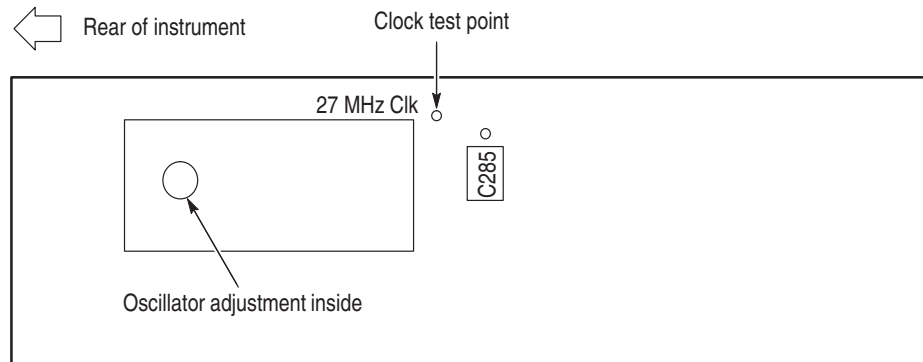 Rear of instrument
Clock test point
27 MHz Clk
C285
Oscillator adjustment inside